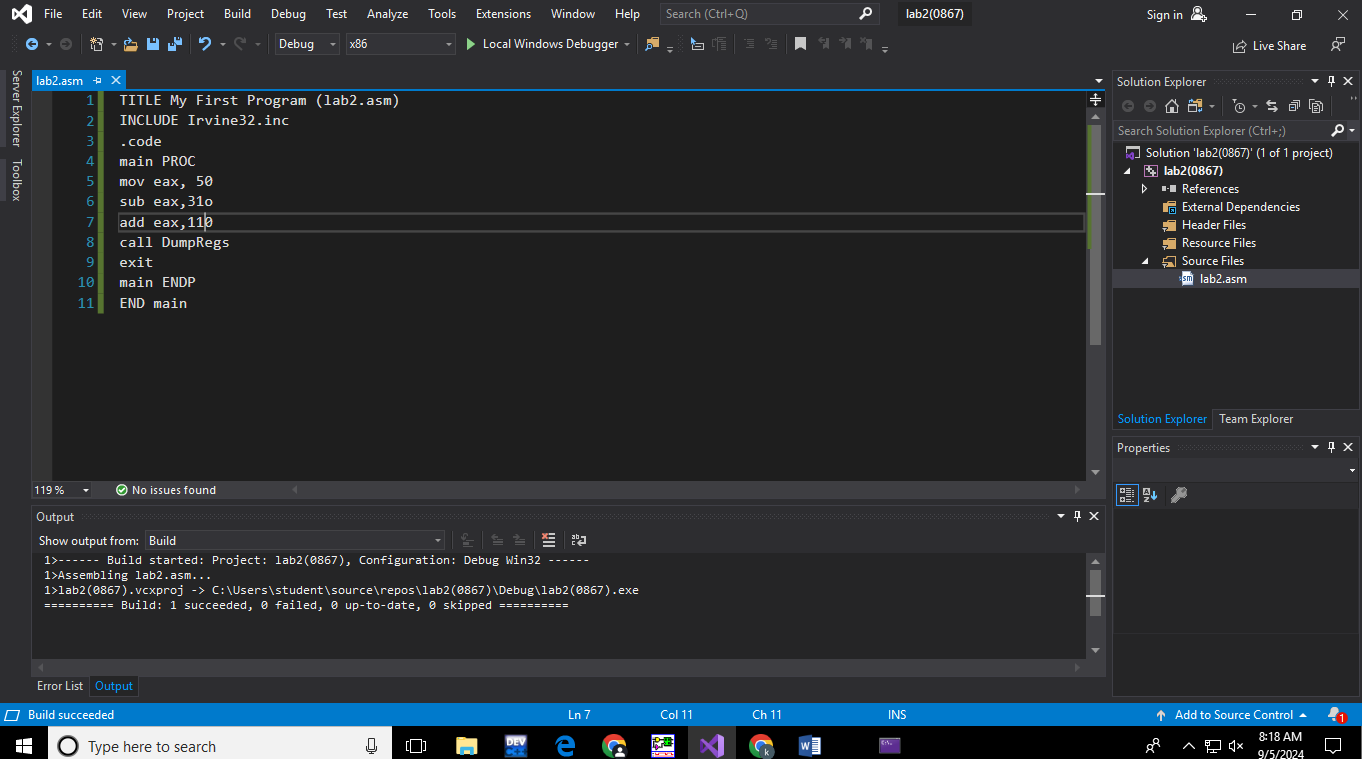 File Edit View Project Build Debug Test Analyze Tools Extensions Window Help Search (Ctrl+Q) lab2(0867) Sign in
Debug x86 Local Windows Debugger Live Share
Server Explorer
Toolbox
lab2.asm
1 TITLE My First Program (lab2.asm)
2 INCLUDE Irvine32.inc
3 .code
4 main PROC
5 mov eax, 50
6 sub eax,31o
7 add eax,110
8 call DumpRegs
9 exit
10 main ENDP
11 END main
119 % No issues found
Solution Explorer
Search Solution Explorer (Ctrl+;)
Solution 'lab2(0867)' (1 of 1 project)
lab2(0867)
References
External Dependencies
Header Files
Resource Files
Source Files
lab2.asm
Solution Explorer Team Explorer
Properties
Output
Show output from: Build
1>------ Build started: Project: lab2(0867), Configuration: Debug Win32 ------
1>Assembling lab2.asm...
1>lab2(0867).vcxproj -> C:\Users\student\source\repos\lab2(0867)\Debug\lab2(0867).exe
========== Build: 1 succeeded, 0 failed, 0 up-to-date, 0 skipped ==========
Error List Output
Build succeeded Ln 7 Col 11 Ch 11 INS Add to Source Control 1
Type here to search DEV W 8:18 AM
9/5/2024